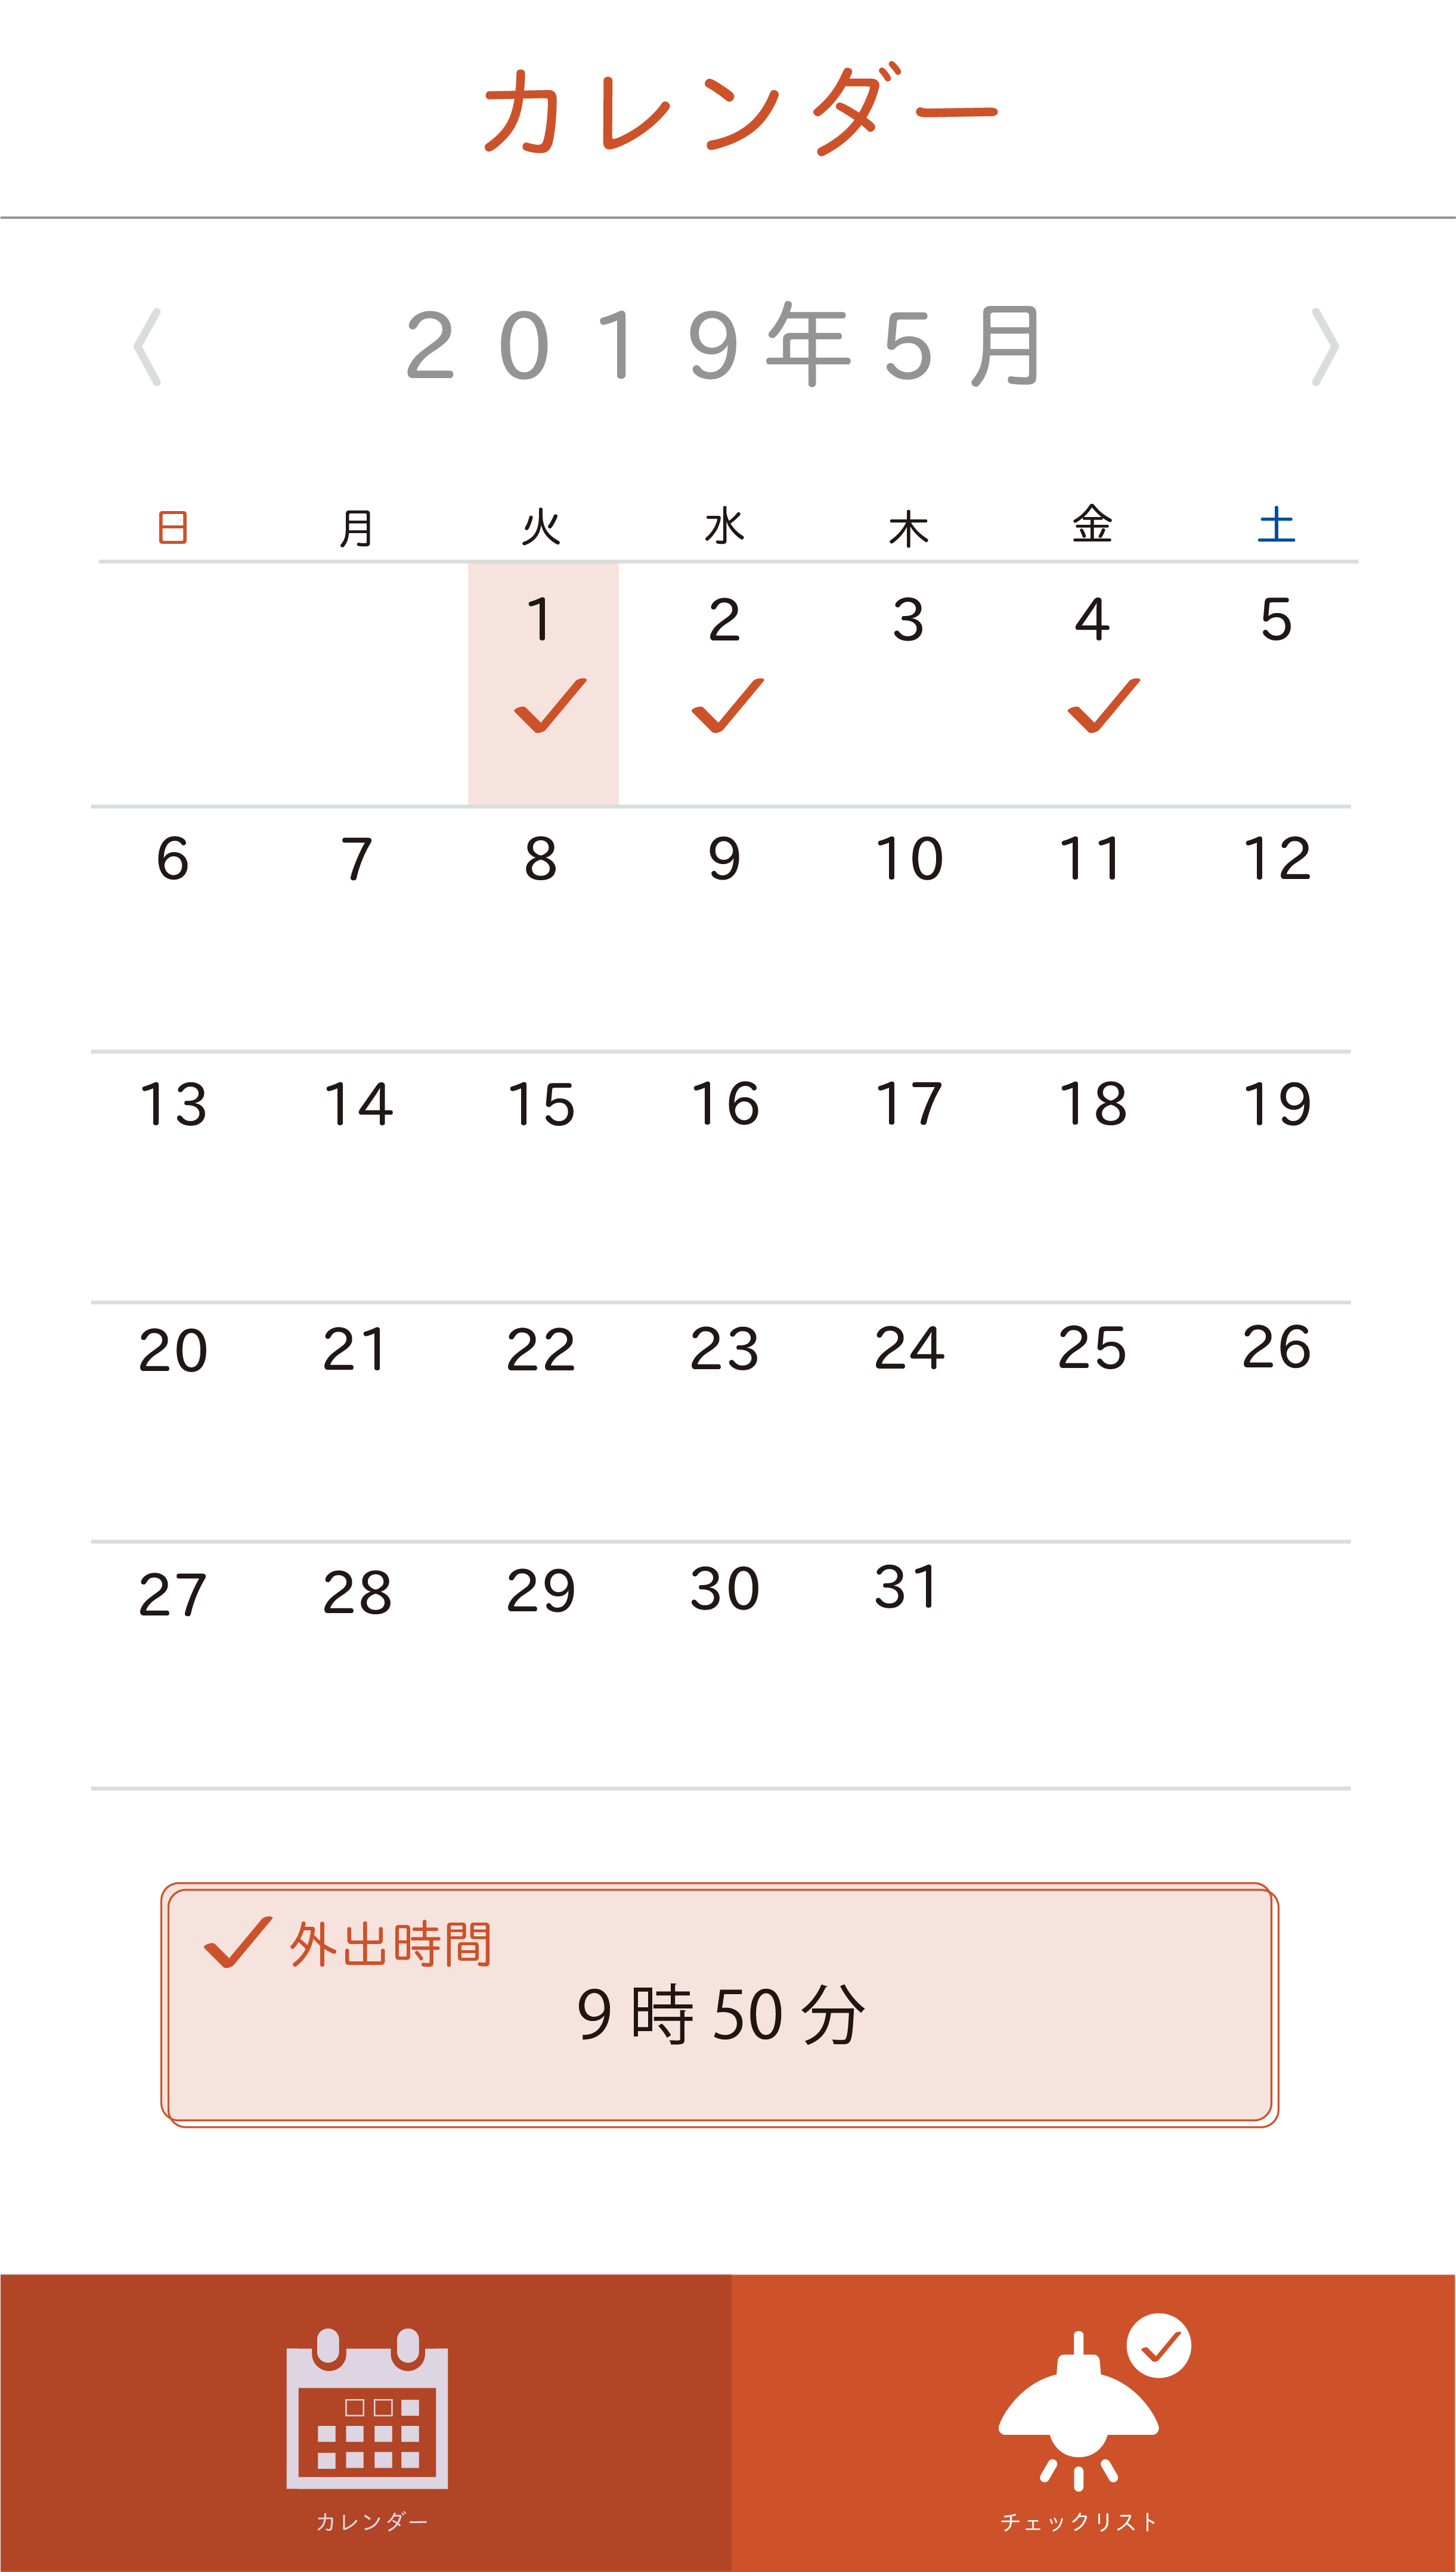 カレンダー
２０１９年５月
日 月 火 水 木 金 土
1 2 3 4 5
6 7 8 9 10 11 12
13 14 15 16 17 18 19
20 21 22 23 24 25 26
27 28 29 30 31
外出時間
9 時 50 分
カレンダー チェックリスト